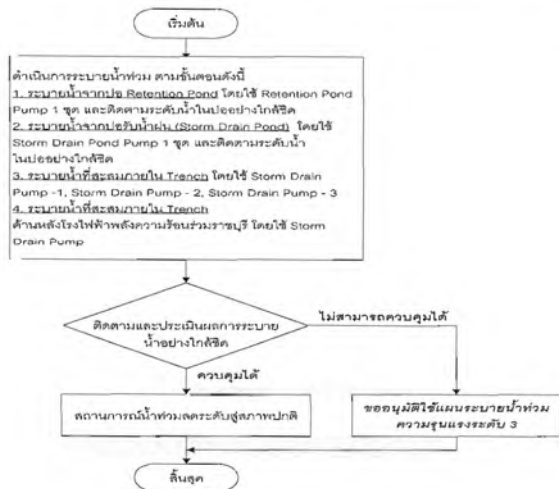 เริ่มต้น
ดำเนินการระบายน้ำท่วม ตามขั้นตอนดังนี้
1. ระบายน้ำจากบ่อ Retention Pond โดยใช้ Retention Pond
Pump 1 ชุด และติดตามระดับน้ำในบ่ออย่างใกล้ชิด
2. ระบายน้ำจากบ่อรับน้ำฝน (Storm Drain Pond) โดยใช้
Storm Drain Pond Pump 1 ชุด และติดตามระดับน้ำ
ในบ่ออย่างใกล้ชิด
3. ระบายน้ำที่สะสมภายใน Trench โดยใช้ Storm Drain
Pump -1, Storm Drain Pump - 2, Storm Drain Pump - 3
4. ระบายน้ำที่สะสมภายใน Trench
ด้านหลังโรงไฟฟ้าพลังความร้อนร่วมราชบุรี โดยใช้ Storm
Drain Pump
ติดตามและประเมินผลการระบาย
น้ำอย่างใกล้ชิด
ไม่สามารถควบคุมได้
ควบคุมได้
สถานการณ์น้ำท่วมลดระดับสู่สภาพปกติ
ขออนุมัติใช้แผนระบายน้ำท่วม
ความรุนแรงระดับ 3
สิ้นสุด